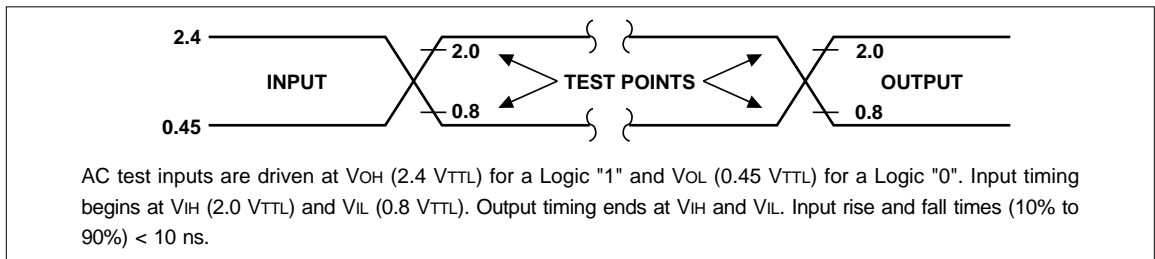 2.4
2.0
2.0
INPUT
TEST POINTS
OUTPUT
0.8
0.8
0.45
AC test inputs are driven at VOH (2.4 VTTL) for a Logic "1" and VOL (0.45 VTTL) for a Logic "0". Input timing
begins at VIH (2.0 VTTL) and VIL (0.8 VTTL). Output timing ends at VIH and VIL. Input rise and fall times (10% to
90%) < 10 ns.